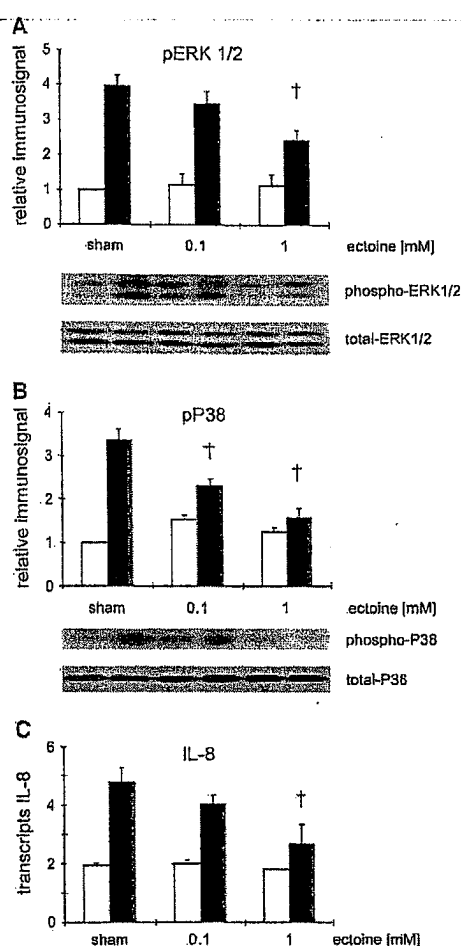 A
pERK 1/2
relative immunosignal
5
4
3
2
1
0
†
sham 0.1 1 ectoine [mM]
phospho-ERK1/2
total-ERK1/2
B
pP38
relative immunosignal
4
3
2
1
0
† †
sham 0.1 1 ectoine [mM]
phospho-P38
total-P38
C
IL-8
transcripts IL-8
6
4
2
0
†
sham 0.1 1 ectoine [mM]